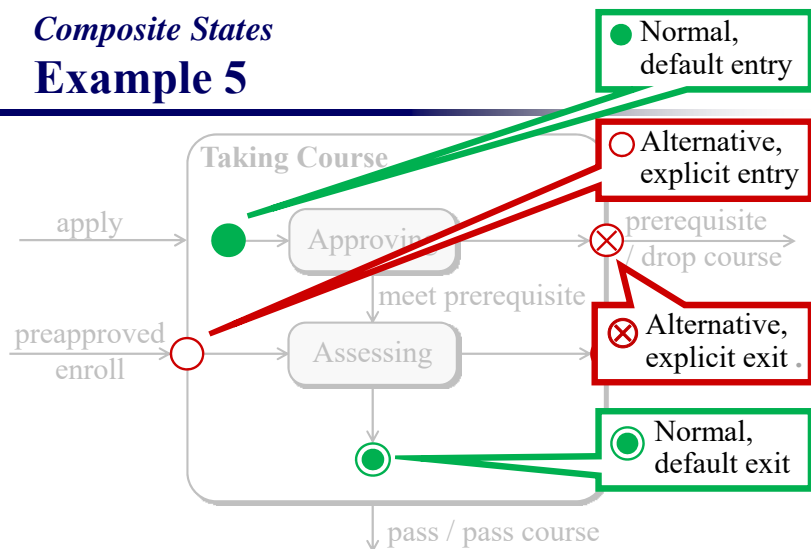 Composite States
Example 5
Normal,
default entry
Taking Course
Alternative,
explicit entry
apply
Approving
prerequisite
/ drop course
meet prerequisite
preapproved
enroll
Assessing
Alternative,
explicit exit .
Normal,
default exit
pass / pass course